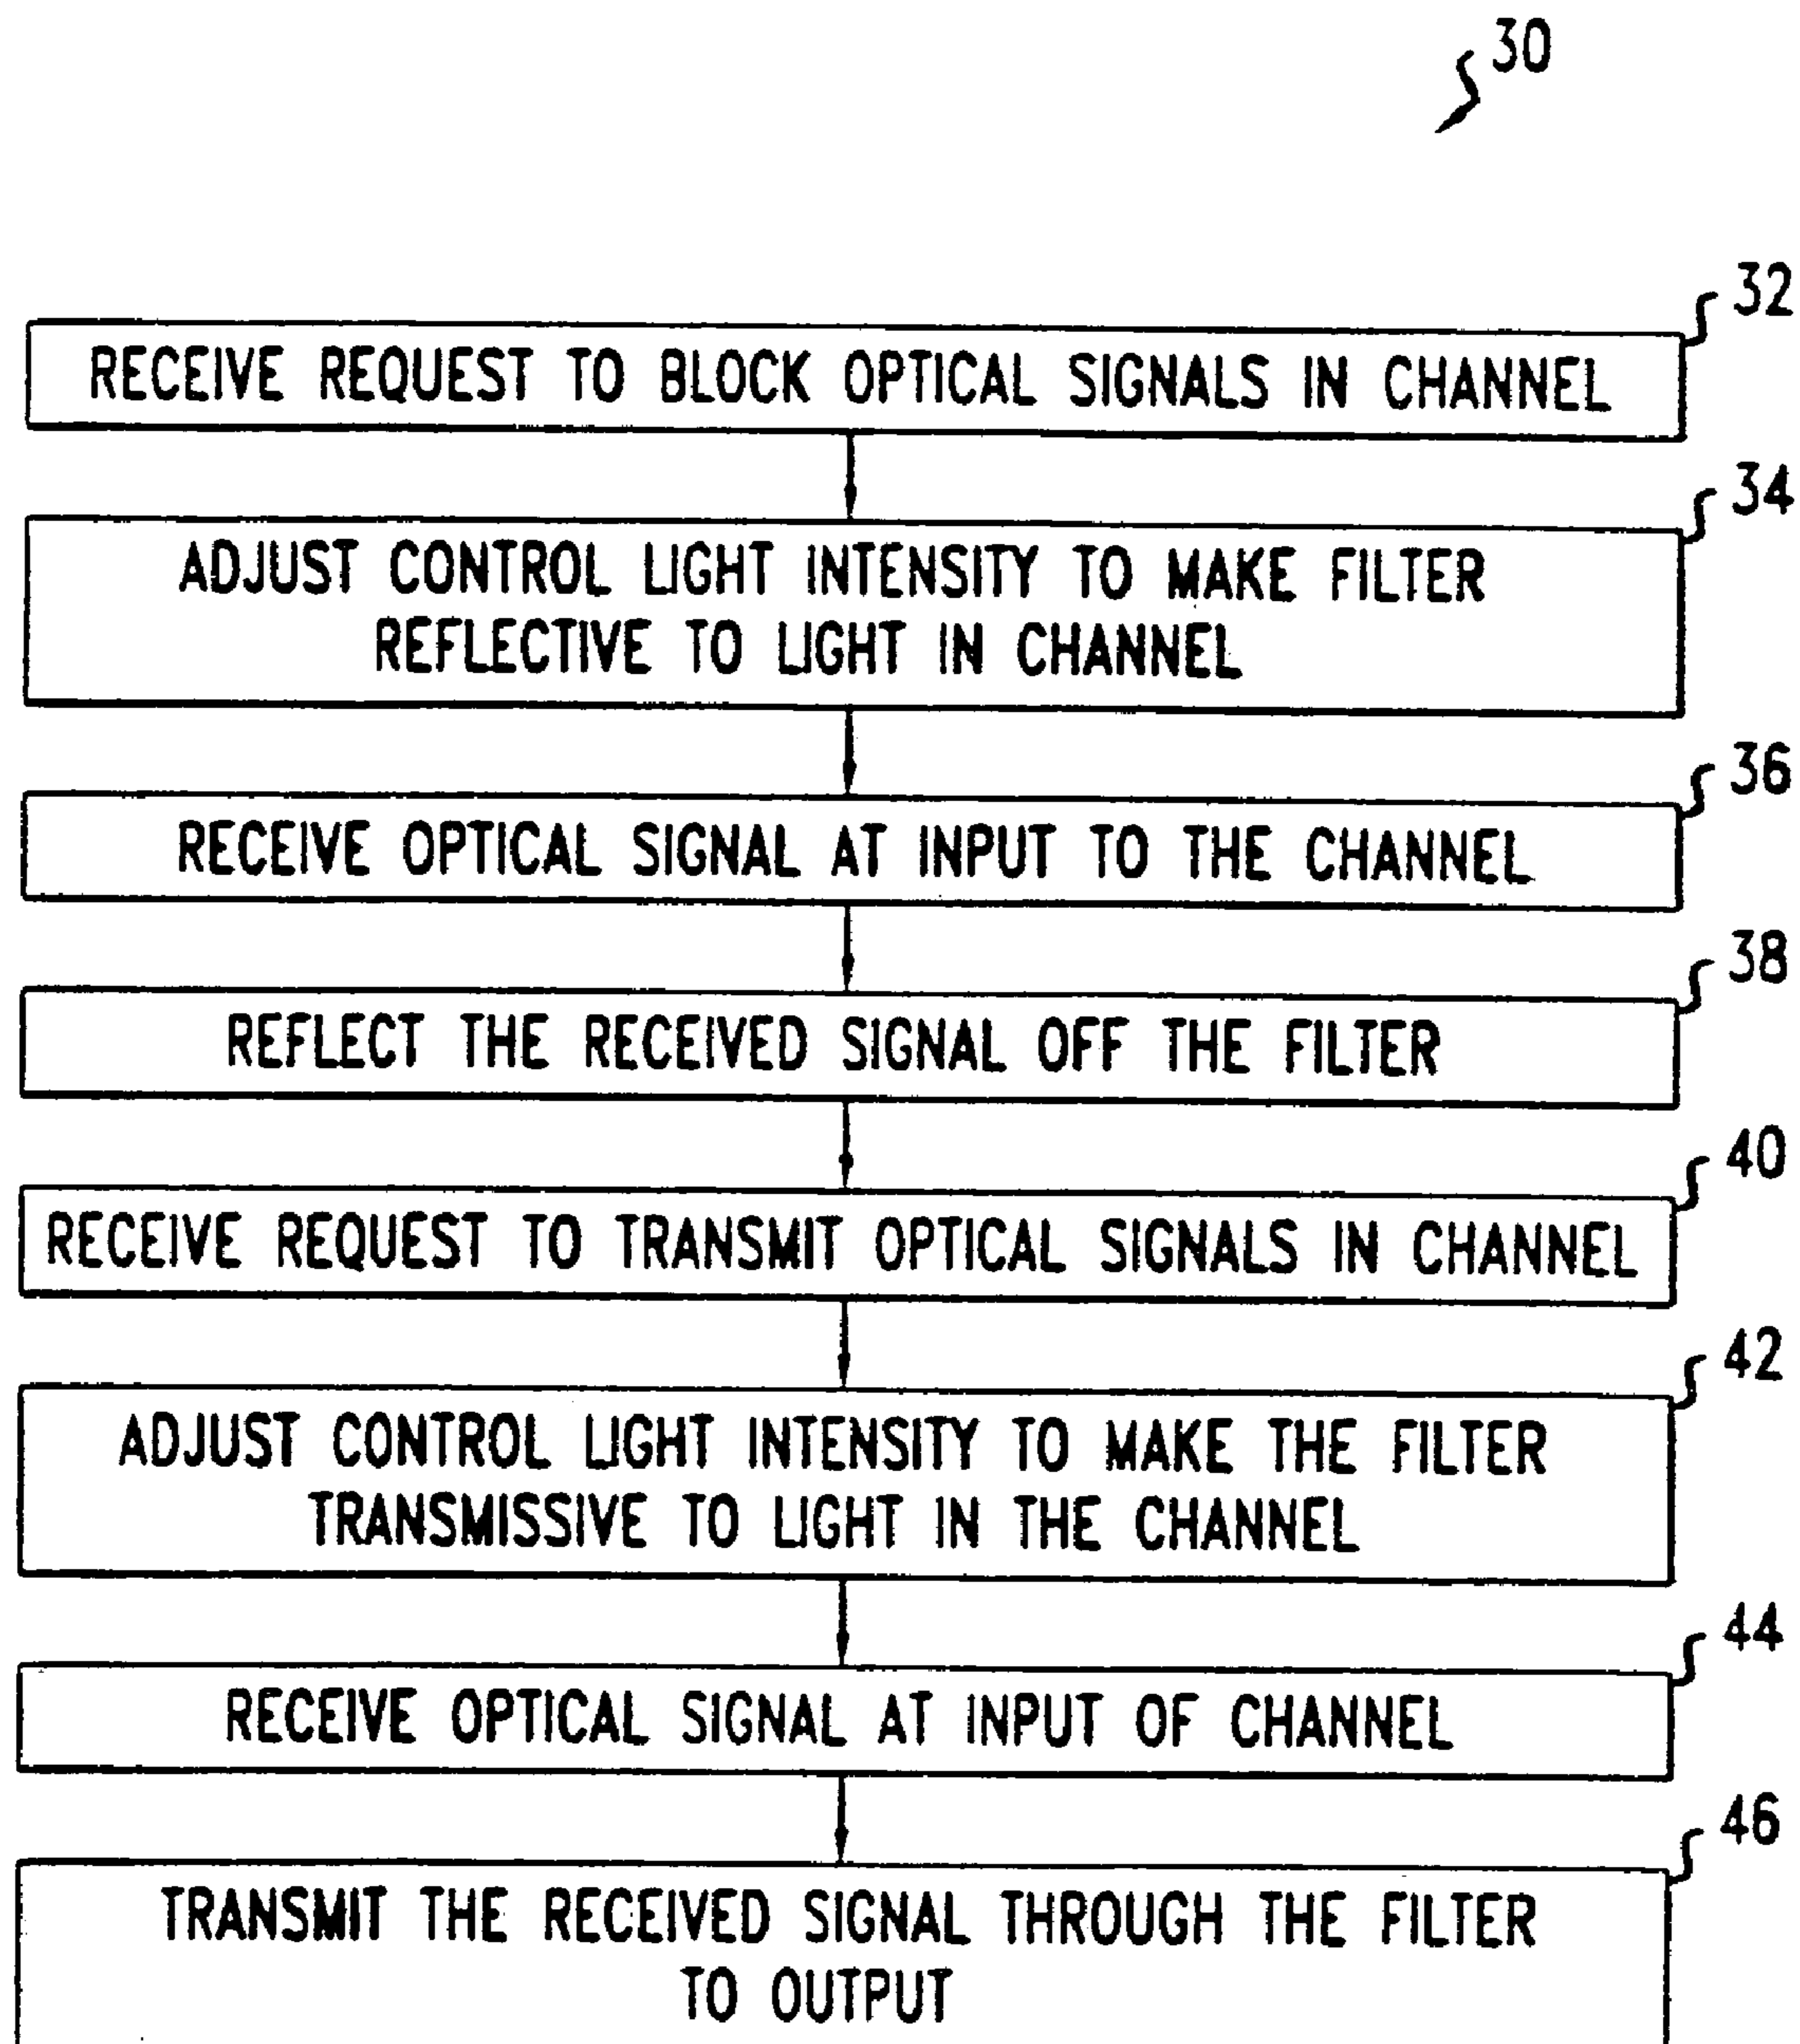 30
32
RECEIVE REQUEST TO BLOCK OPTICAL SIGNALS IN CHANNEL
34
ADJUST CONTROL LIGHT INTENSITY TO MAKE FILTER
REFLECTIVE TO LIGHT IN CHANNEL
36
RECEIVE OPTICAL SIGNAL AT INPUT TO THE CHANNEL
38
REFLECT THE RECEIVED SIGNAL OFF THE FILTER
40
RECEIVE REQUEST TO TRANSMIT OPTICAL SIGNALS IN CHANNEL
42
ADJUST CONTROL LIGHT INTENSITY TO MAKE THE FILTER
TRANSMISSIVE TO LIGHT IN THE CHANNEL
44
RECEIVE OPTICAL SIGNAL AT INPUT OF CHANNEL
46
TRANSMIT THE RECEIVED SIGNAL THROUGH THE FILTER
TO OUTPUT